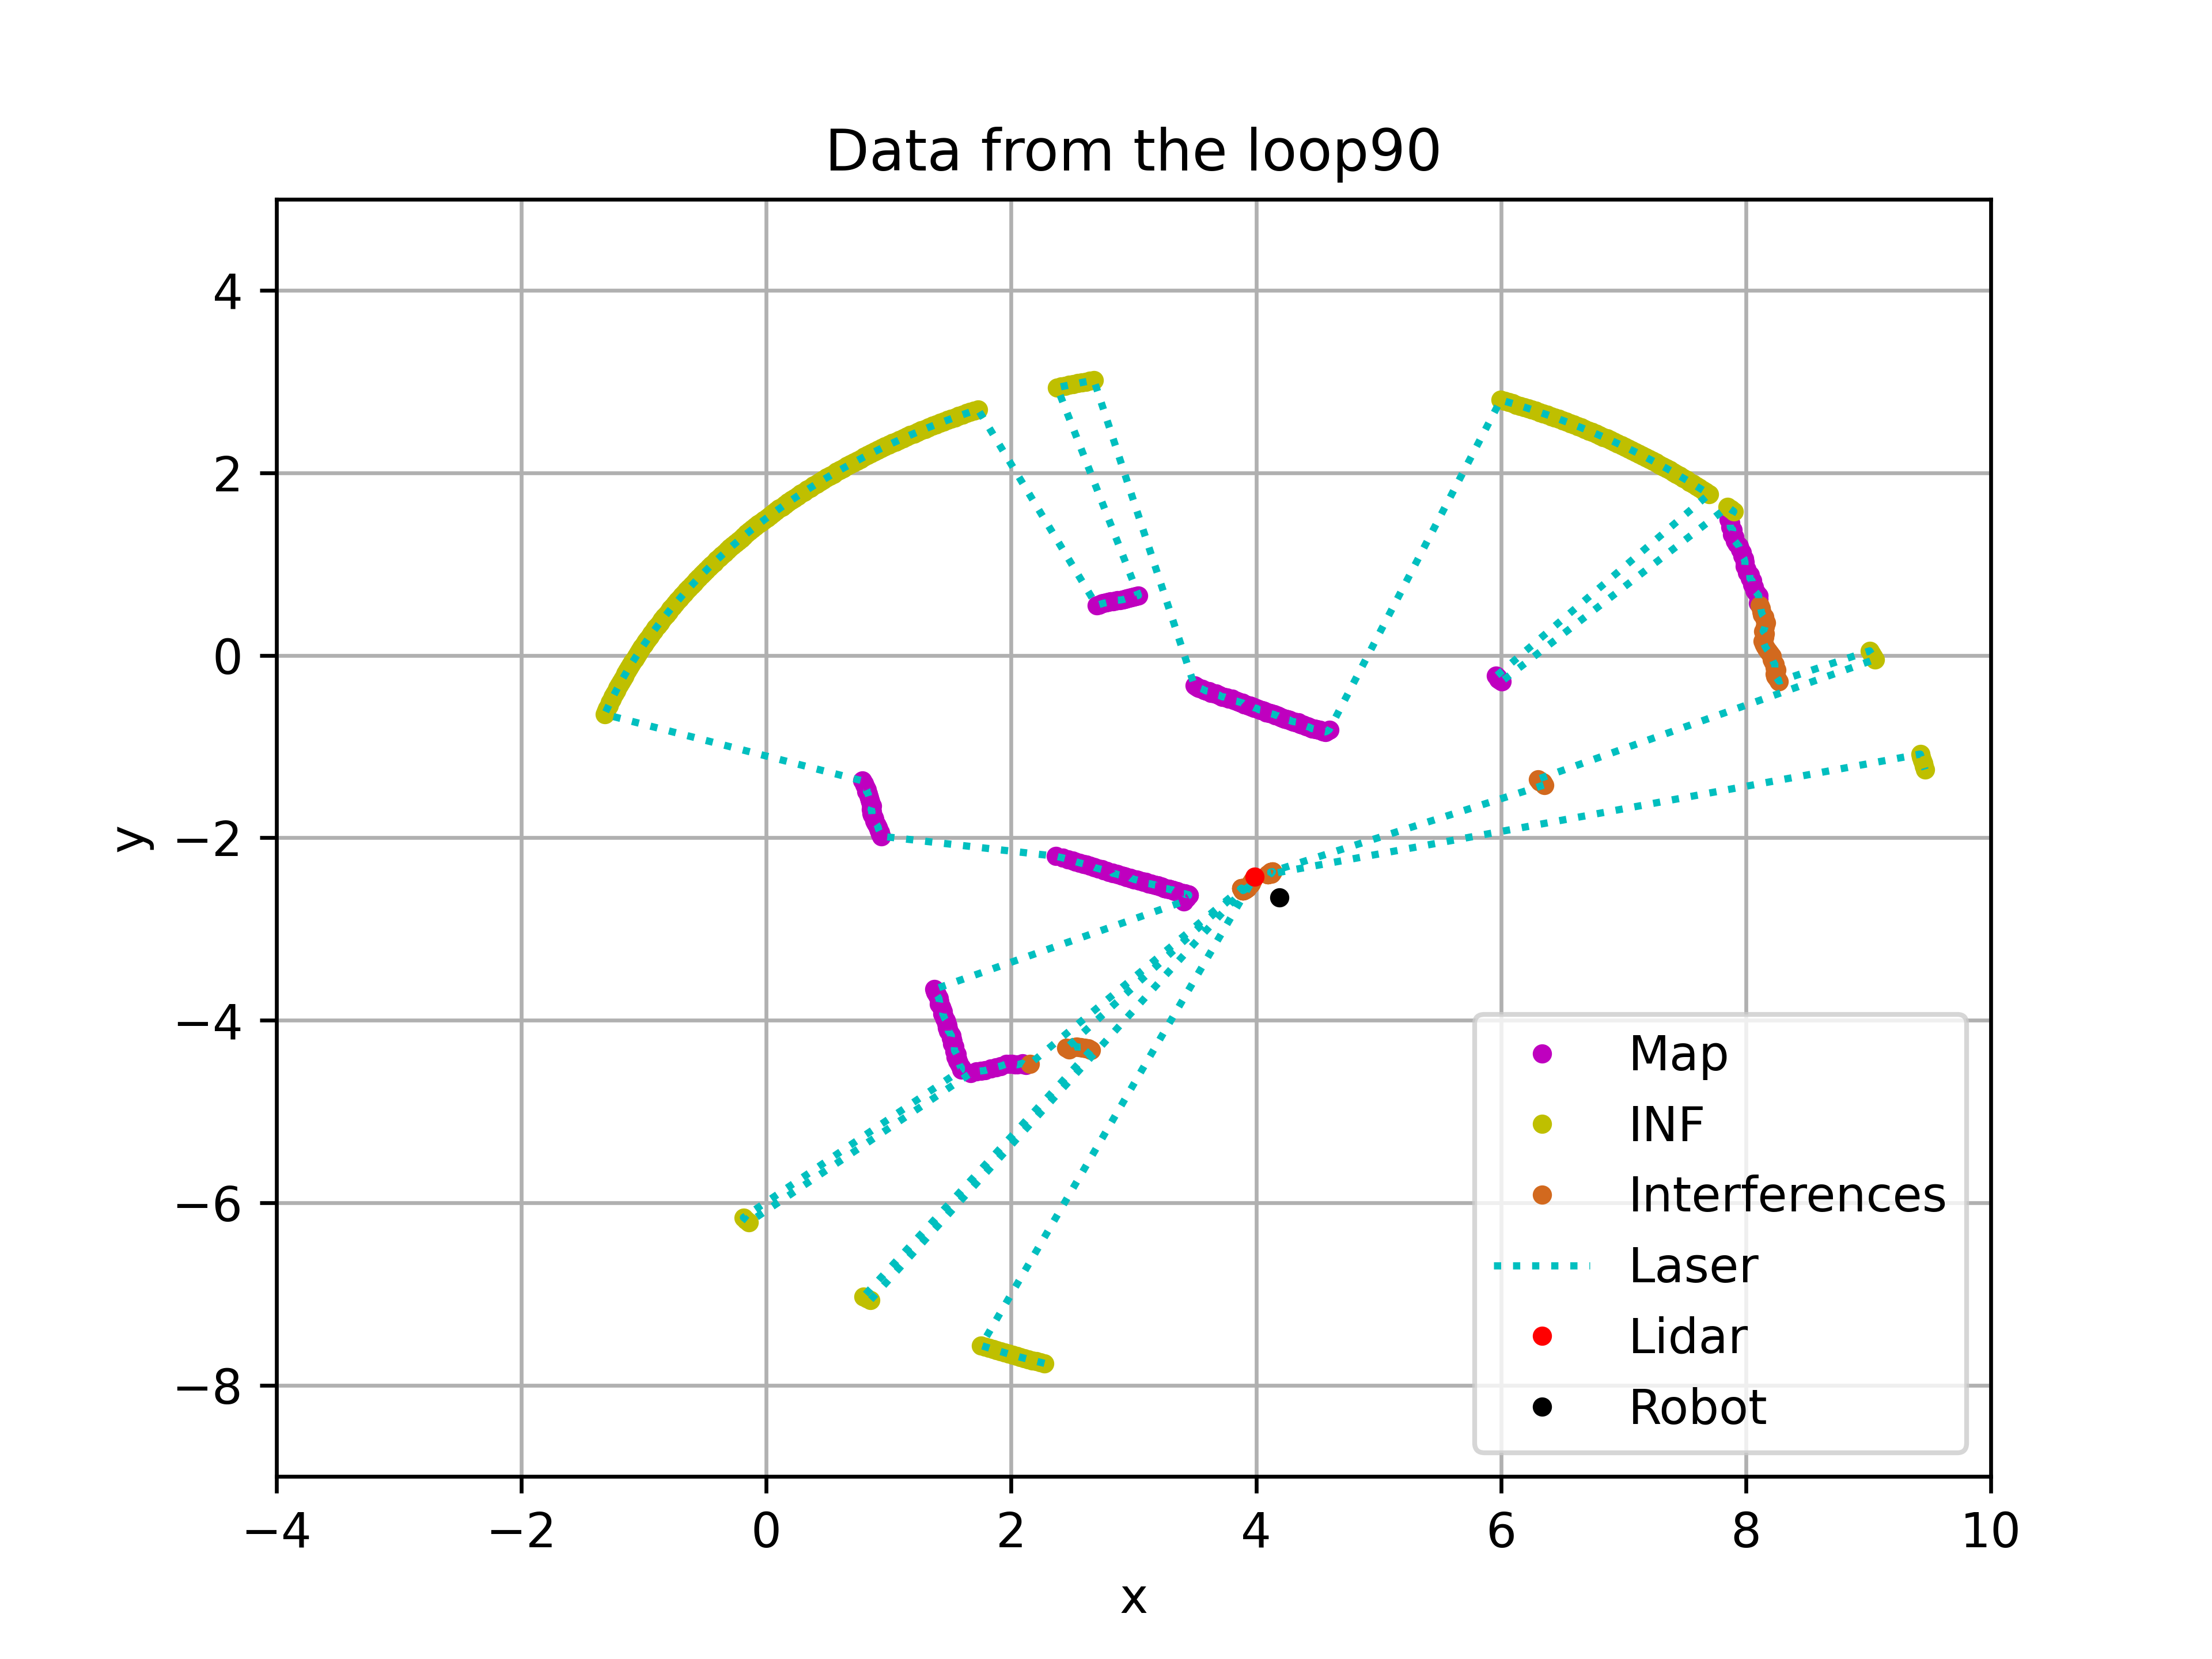 Data from the loop90
4
2
0
−2
−4
−6
−8
y
−4 −2 0 2 4 6 8 10
x
Map
INF
Interferences
Laser
Lidar
Robot